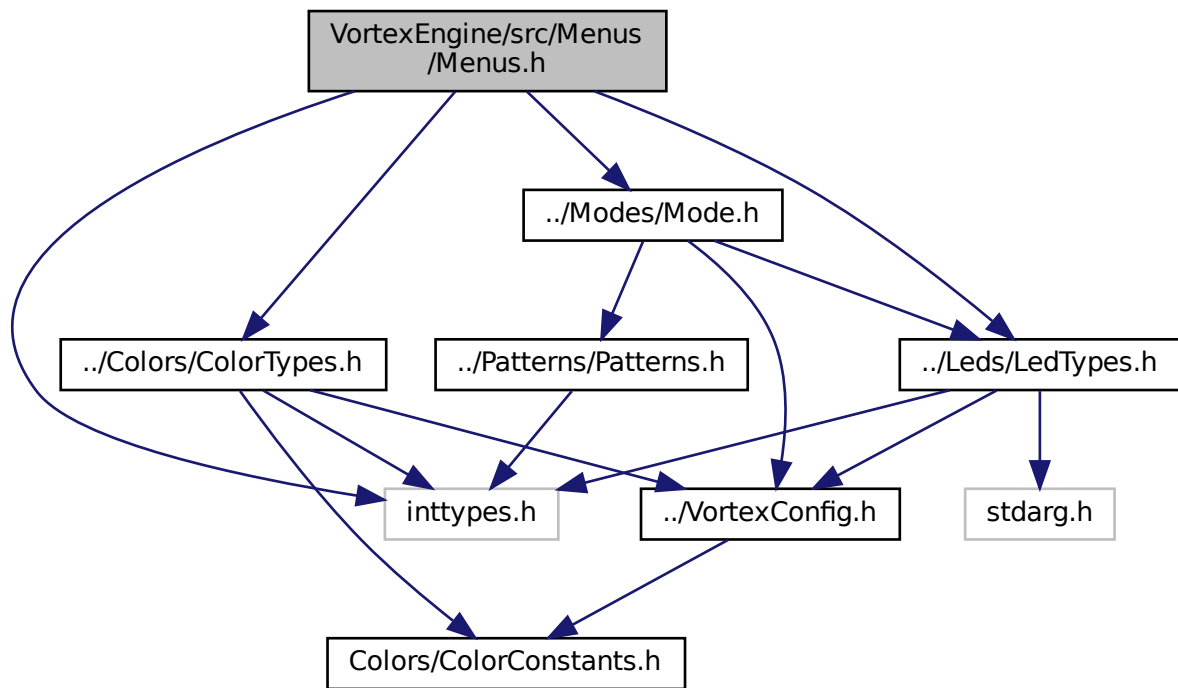 VortexEngine/src/Menus
/Menus.h
../Modes/Mode.h
../Colors/ColorTypes.h
../Patterns/Patterns.h
../Leds/LedTypes.h
inttypes.h
../VortexConfig.h
stdarg.h
Colors/ColorConstants.h